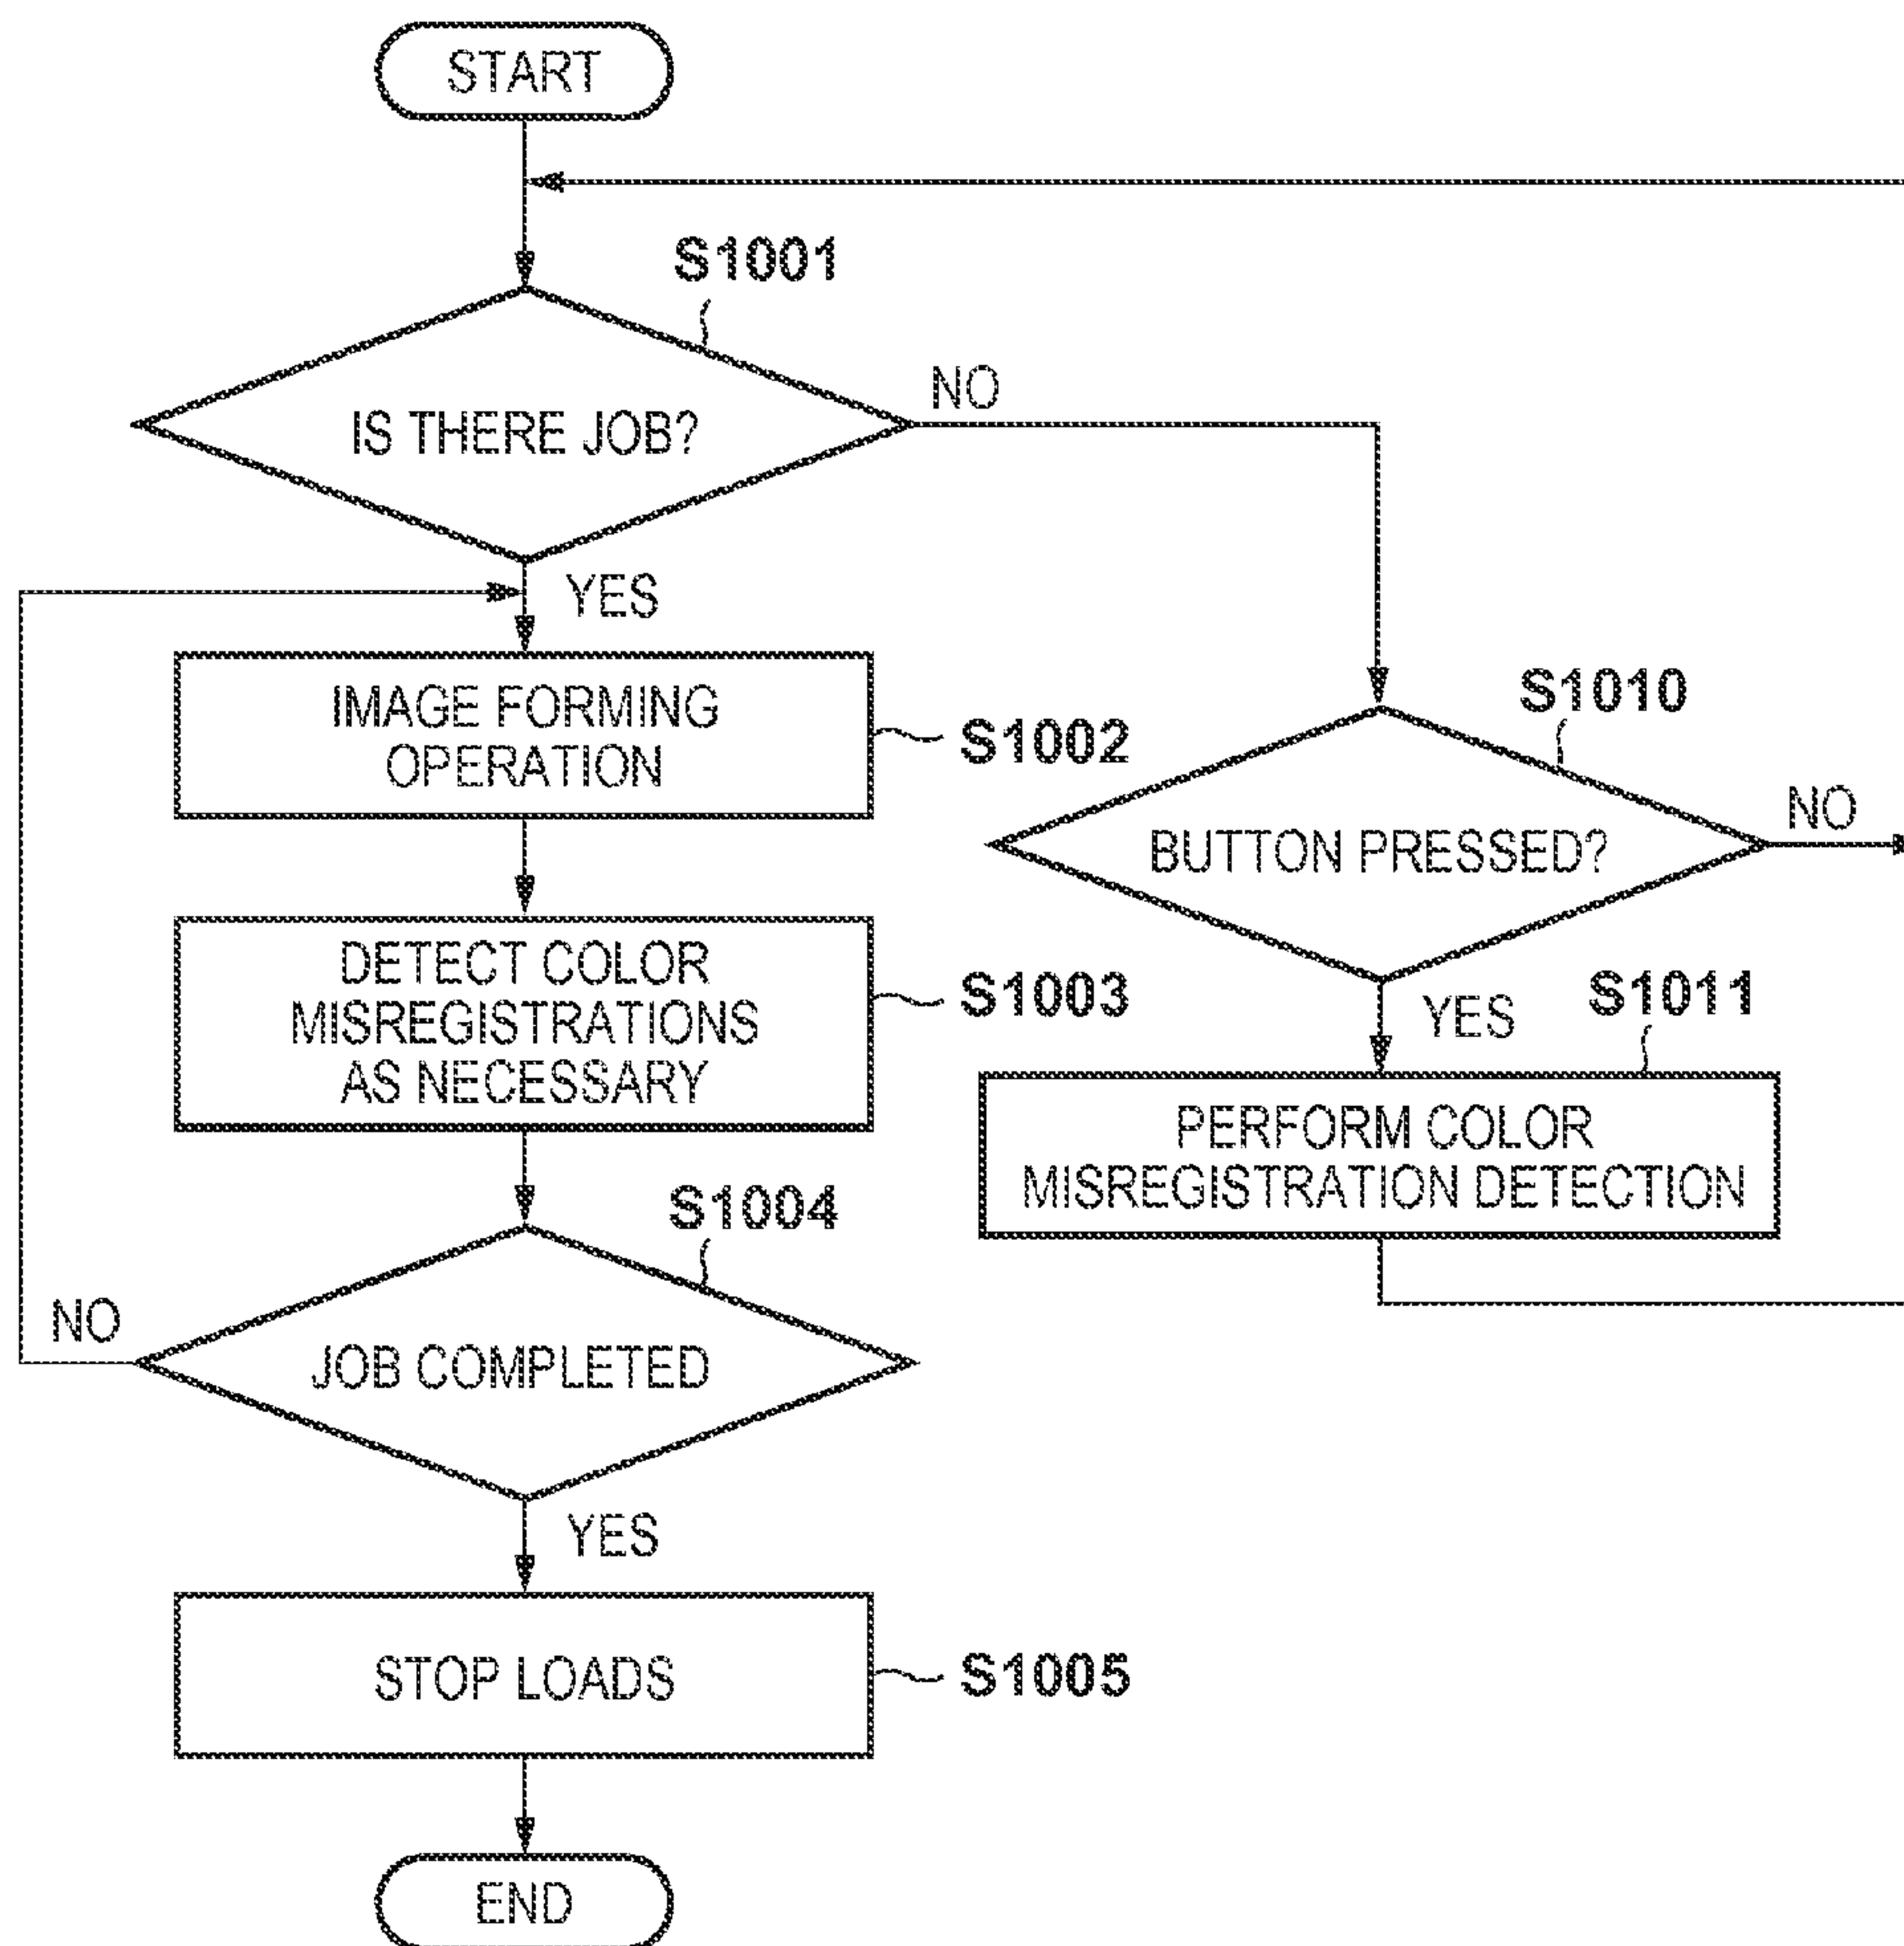 START
S1001
IS THERE JOB?
NO
YES
IMAGE FORMING
OPERATION
S1002
DETECT COLOR
MISREGISTRATIONS
AS NECESSARY
S1003
S1004
JOB COMPLETED
NO
YES
STOP LOADS
S1005
END
S1010
BUTTON PRESSED?
NO
YES
S1011
PERFORM COLOR
MISREGISTRATION DETECTION